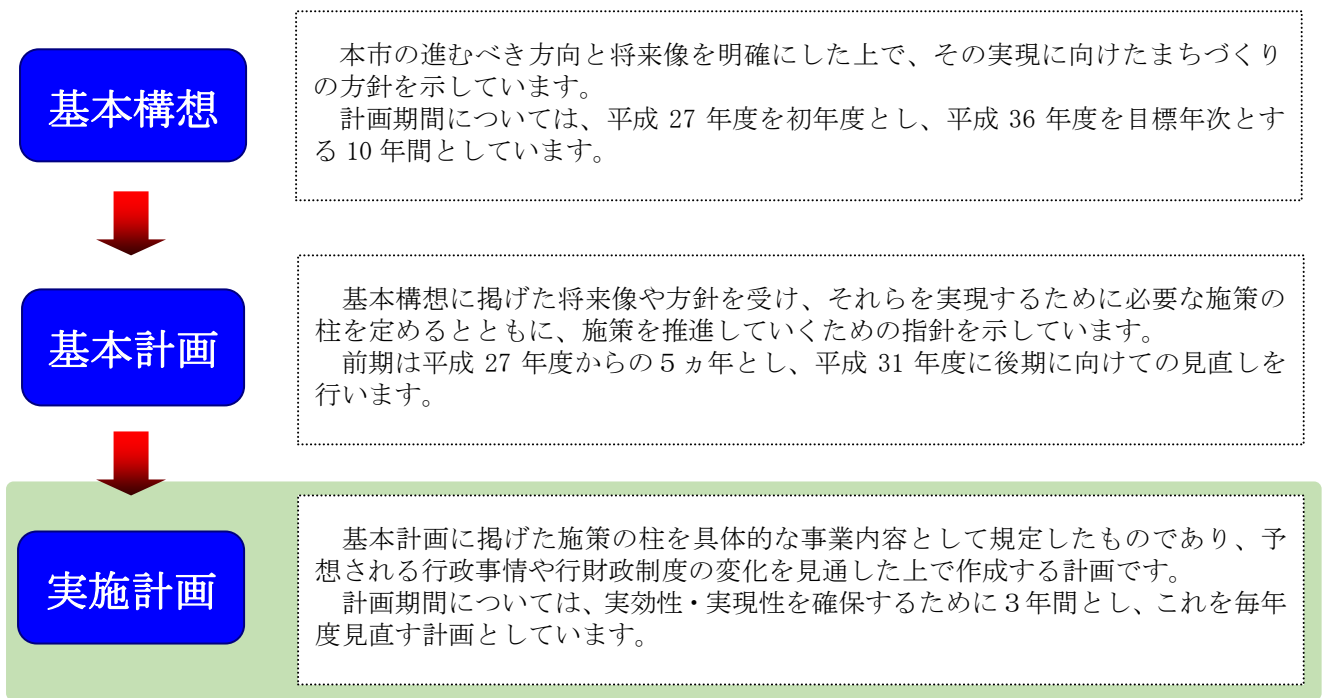 基本構想
本市の進むべき方向と将来像を明確にした上で、その実現に向けたまちづくり
の方針を示しています。
計画期間については、平成 27 年度を初年度とし、平成 36 年度を目標年次とす
る 10 年間としています。
基本計画
基本構想に掲げた将来像や方針を受け、それらを実現するために必要な施策の
柱を定めるとともに、施策を推進していくための指針を示しています。
前期は平成 27 年度からの5ヵ年とし、平成 31 年度に後期に向けての見直しを
行います。
実施計画
基本計画に掲げた施策の柱を具体的な事業内容として規定したものであり、予
想される行政事情や行財政制度の変化を見通した上で作成する計画です。
計画期間については、実効性・実現性を確保するために3年間とし、これを毎年
度見直す計画としています。